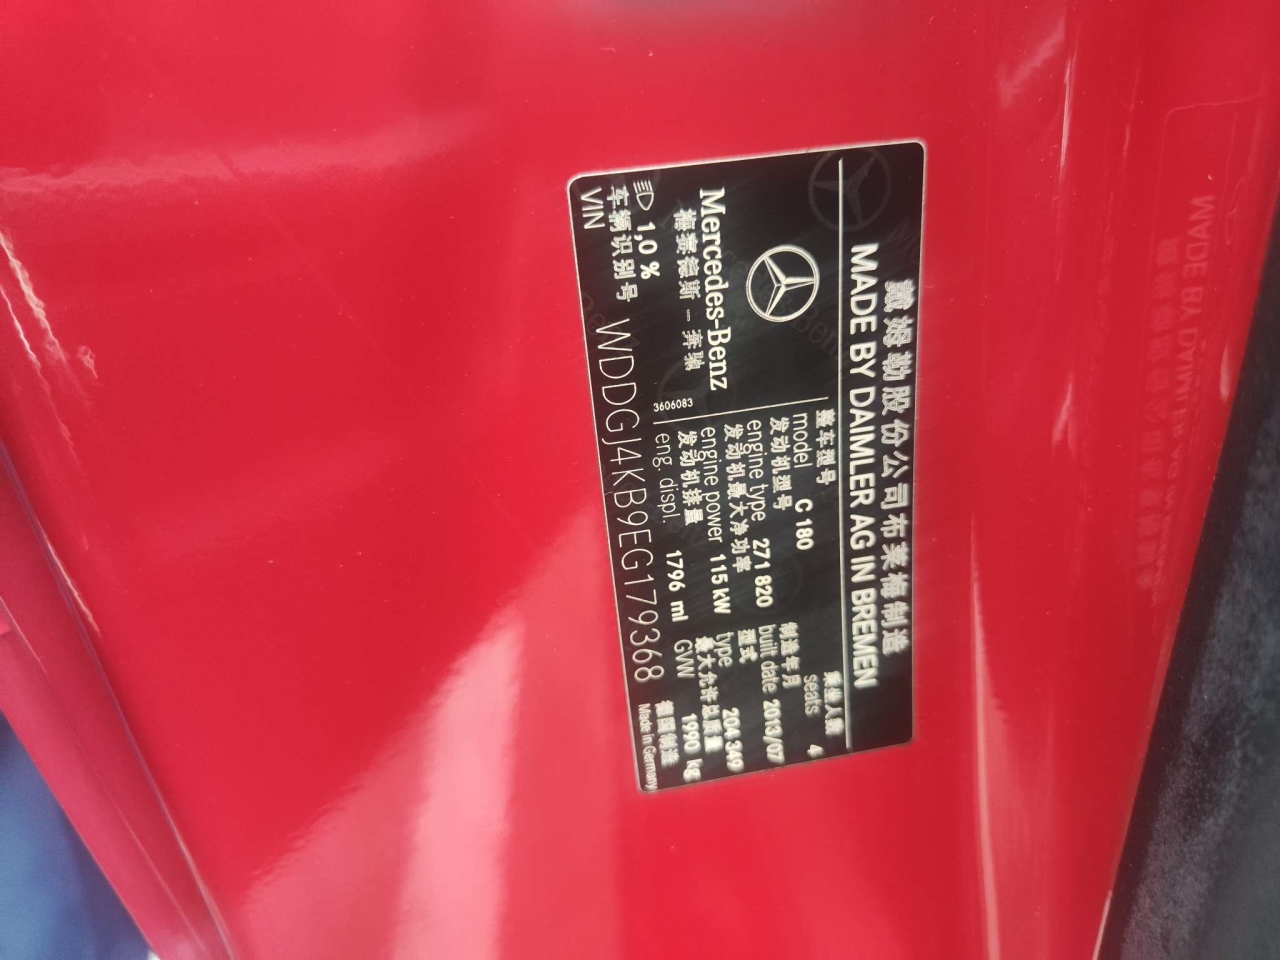 戴姆勒股份公司布莱梅制造
MADE BY DAIMLER AG IN BREMEN
Mercedes-Benz
梅赛德斯-奔驰
1,0 %
3606083
整车型号
model C 180
发动机型号
engine type 271 820
发动机最大净功率
engine power 115 kW
发动机排量
eng. displ. 1796 ml
乘坐人数
seats 4
制造年月
built date 2013/07
型式
type 204 349
最大允许总质量
GVW 1990 kg
车辆识别号
VIN WDDGJ4KB9EG179368
德国制造
Made in Germany